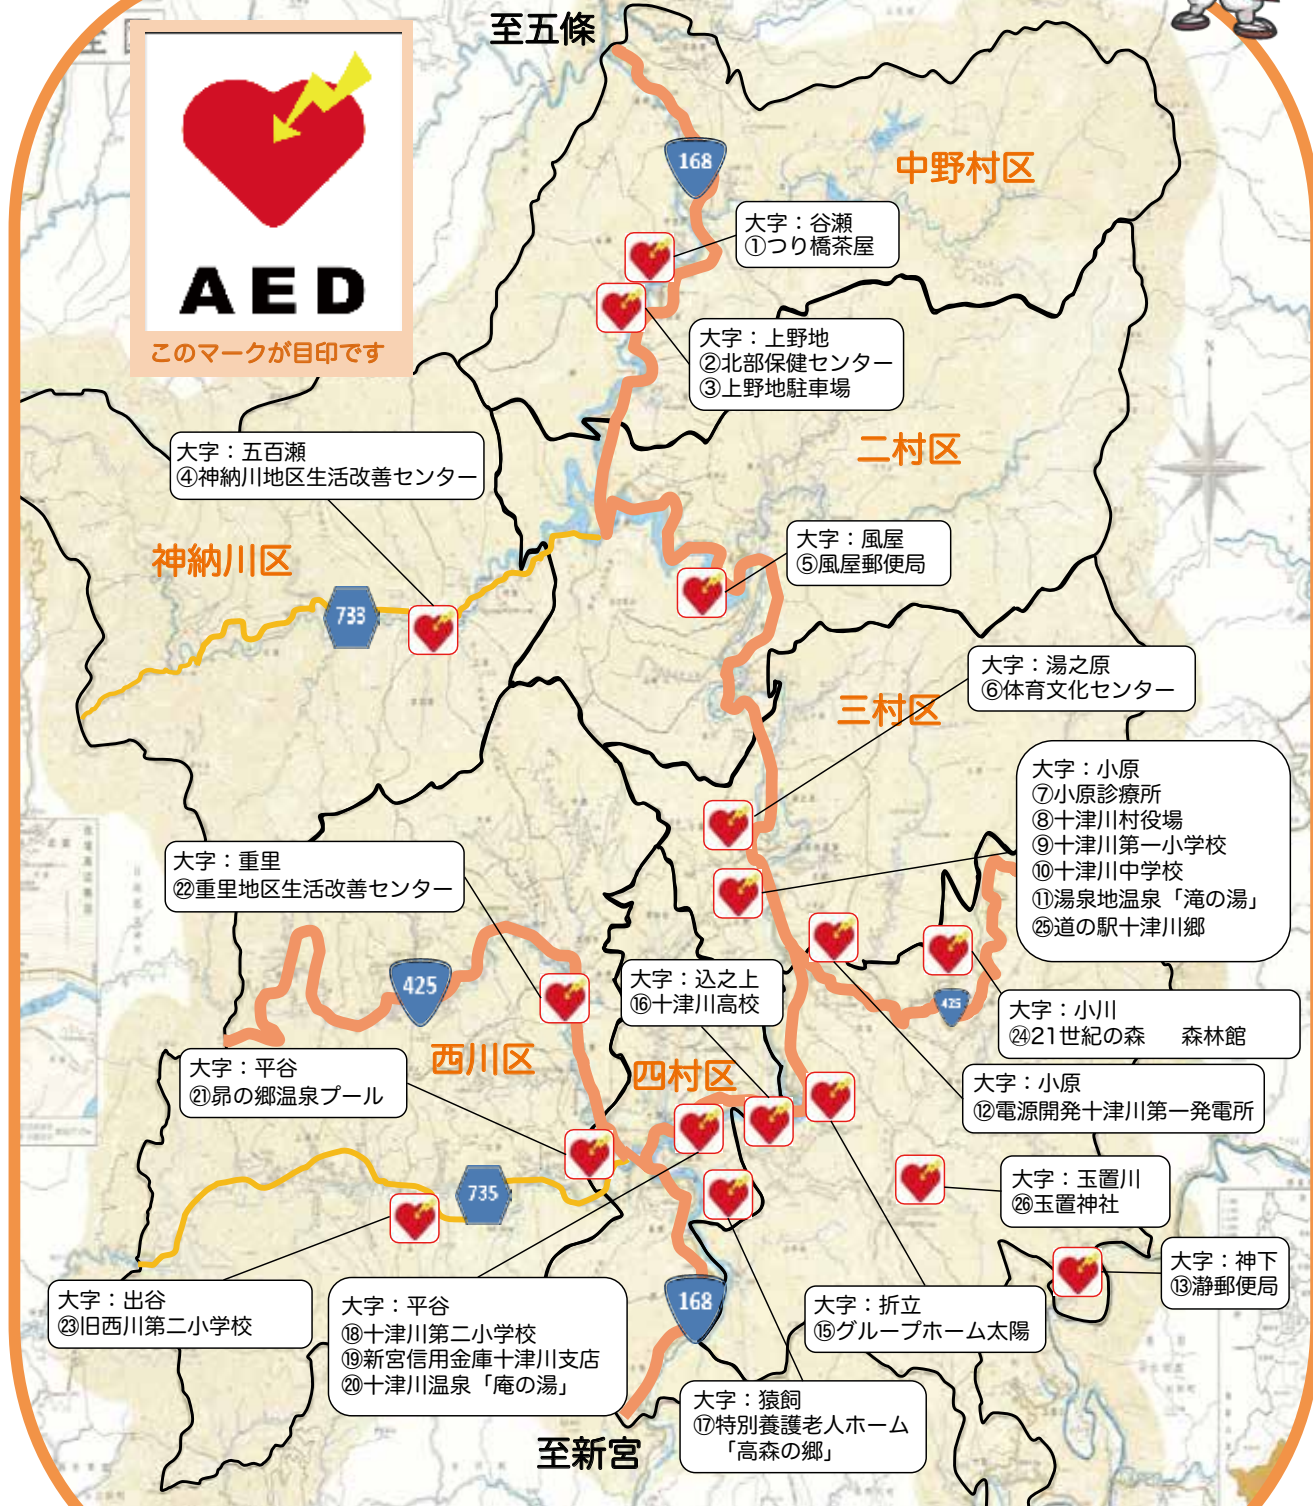 至五條
AED
このマークが目印です
168
中野村区
大字：谷瀬
①つり橋茶屋
大字：上野地
②北部保健センター
③上野地駐車場
二村区
大字：五百瀬
④神納川地区生活改善センター
神納川区
733
大字：風屋
⑤風屋郵便局
大字：湯之原
⑥体育文化センター
三村区
大字：小原
⑦小原診療所
⑧十津川村役場
⑨十津川第一小学校
⑩十津川中学校
⑪湯泉地温泉「滝の湯」
㉕道の駅十津川郷
大字：重里
㉒重里地区生活改善センター
425
大字：込之上
⑯十津川高校
425
大字：小川
㉔21世紀の森　森林館
西川区
四村区
大字：平谷
㉑昴の郷温泉プール
大字：小原
⑫電源開発十津川第一発電所
735
大字：玉置川
㉖玉置神社
大字：神下
⑬瀞郵便局
大字：出谷
㉓旧西川第二小学校
大字：平谷
⑱十津川第二小学校
⑲新宮信用金庫十津川支店
⑳十津川温泉「庵の湯」
168
大字：折立
⑮グループホーム太陽
大字：猿飼
⑰特別養護老人ホーム
「高森の郷」
至新宮